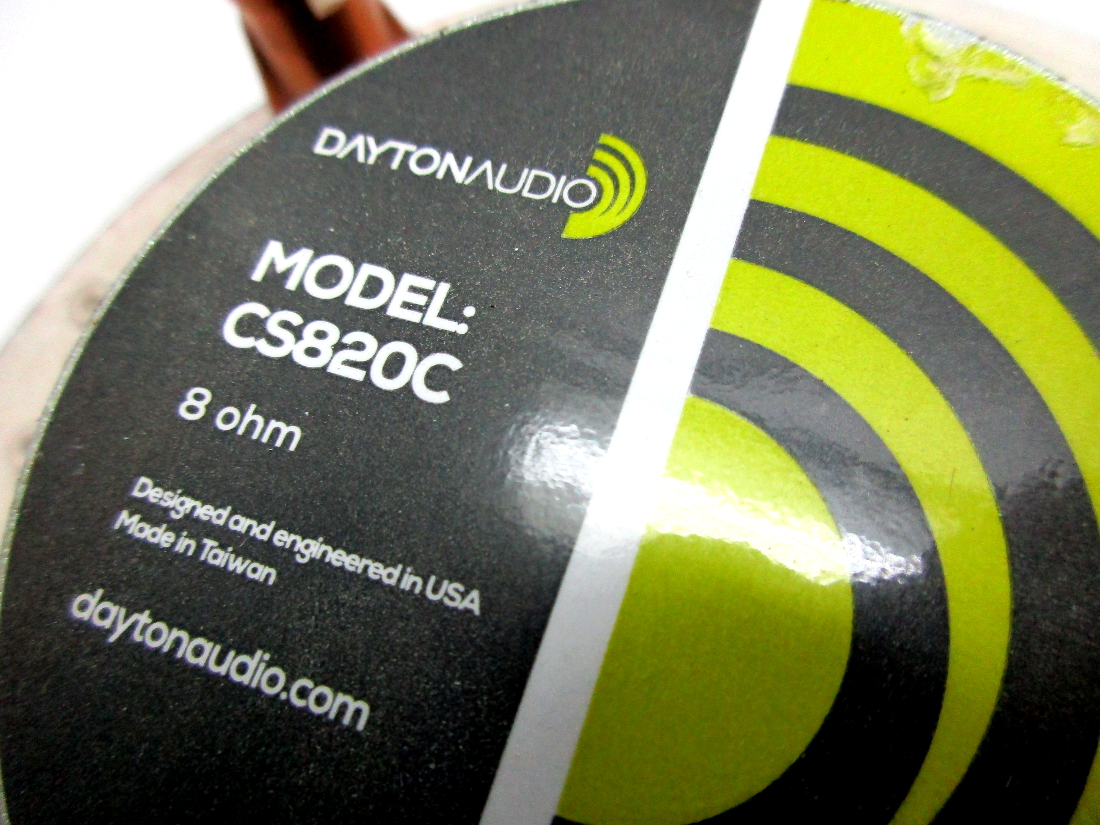 DAYTONAUDIO
MODEL:
CS820C
8 ohm
Designed and engineered in USA
Made in Taiwan
daytonaudio.com